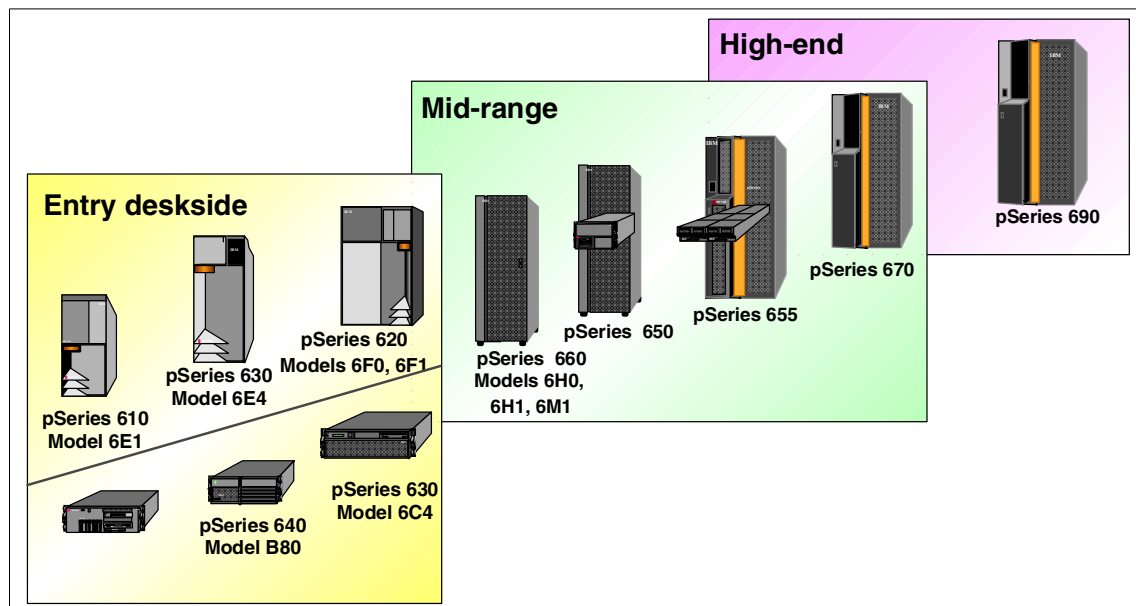 High-end
pSeries 690
Mid-range
pSeries 660
Models 6H0,
6H1, 6M1
pSeries 650
IBM
pSeries 655
IBM
pSeries 670
Entry deskside
pSeries 610
Model 6E1
pSeries 630
Model 6E4
pSeries 620
Models 6F0, 6F1
pSeries 640
Model B80
pSeries 630
Model 6C4